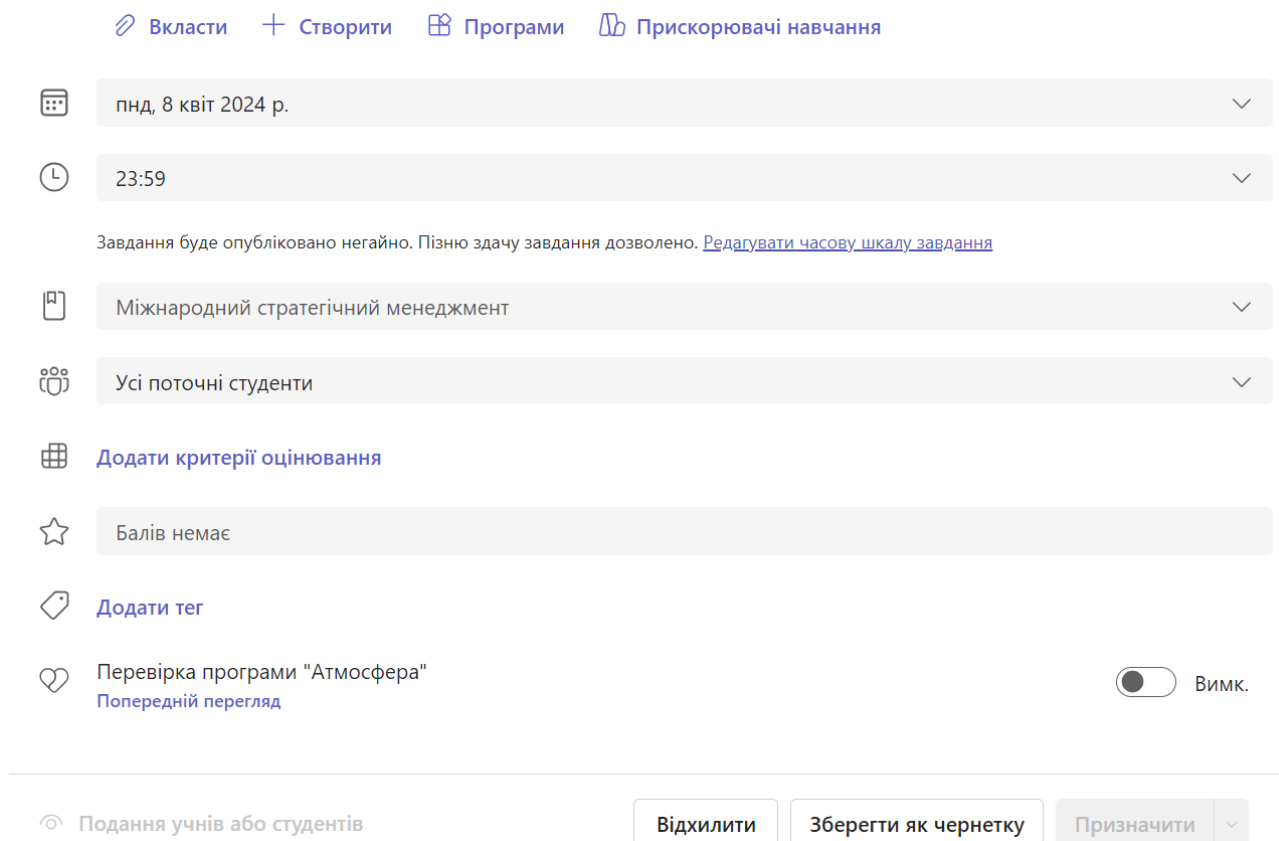 Вкласти Створити Програми Прискорювачі навчання
пнд, 8 квіт 2024 р.
23:59
Завдання буде опубліковано негайно. Пізню здачу завдання дозволено. Редагувати часову шкалу завдання
Міжнародний стратегічний менеджмент
Усі поточні студенти
Додати критерії оцінювання
Балів немає
Додати тег
Перевірка програми "Атмосфера"
Попередній перегляд
Вимк.
Подання учнів або студентів Відхилити Зберегти як чернетку Призначити